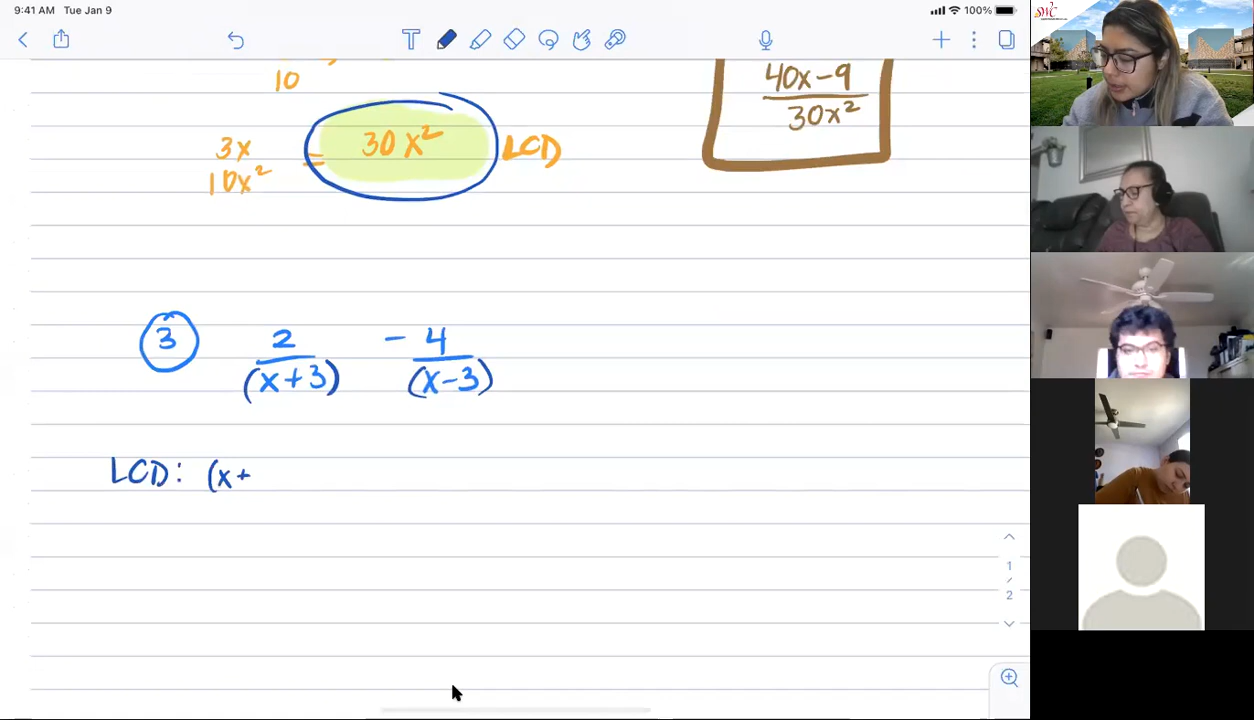 9:41 AM Tue Jan 9
100%
T
10
3x
10x²
= 30x² LCD
40x-9
30x²
3
2
(x+3)
- 4
(x-3)
LCD: (x+
1
2
SWC